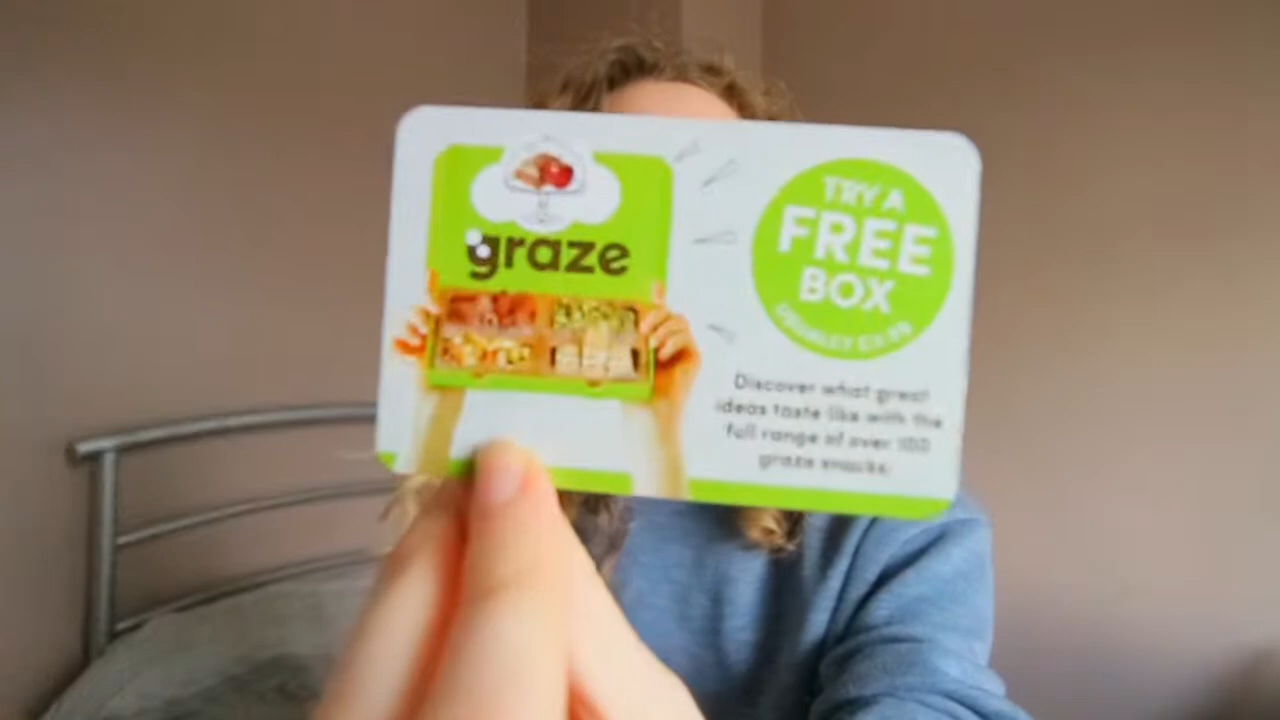 graze
TRY A
FREE
BOX
Discover what great
ideas taste like with the
full range of over 100
graze snacks